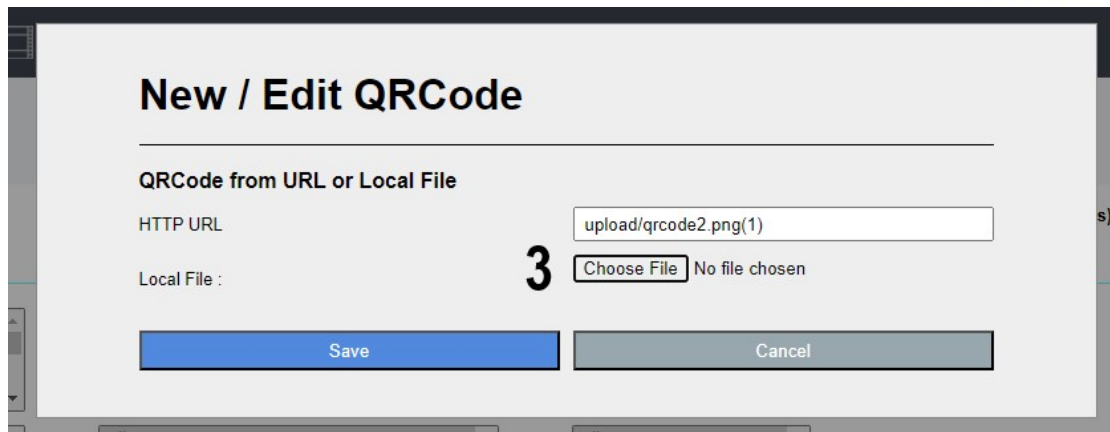 New / Edit QRCode
QRCode from URL or Local File
HTTP URL upload/qrcode2.png(1)
Local File : 3 Choose File No file chosen
Save Cancel
s)